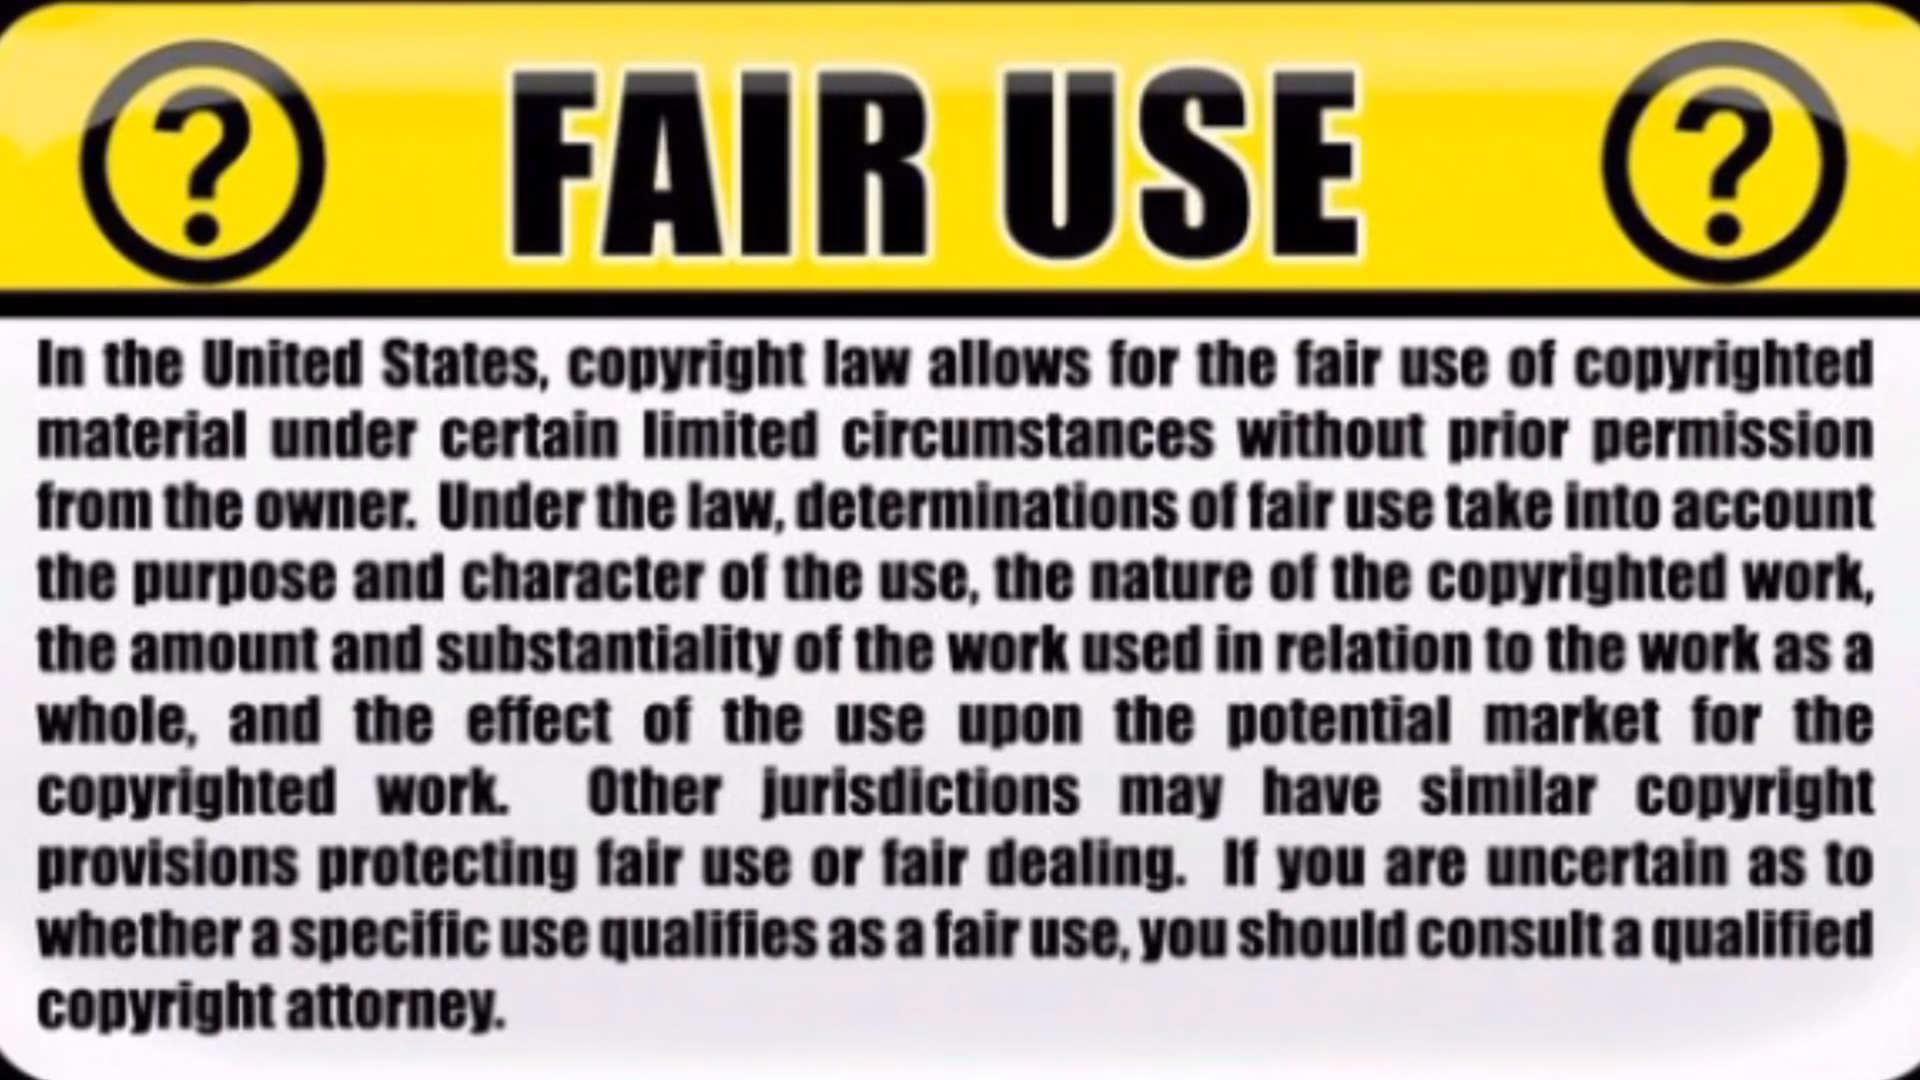 ? FAIR USE ?
In the United States, copyright law allows for the fair use of copyrighted
material under certain limited circumstances without prior permission
from the owner. Under the law, determinations of fair use take into account
the purpose and character of the use, the nature of the copyrighted work,
the amount and substantiality of the work used in relation to the work as a
whole, and the effect of the use upon the potential market for the
copyrighted work. Other jurisdictions may have similar copyright
provisions protecting fair use or fair dealing. If you are uncertain as to
whether a specific use qualifies as a fair use, you should consult a qualified
copyright attorney.